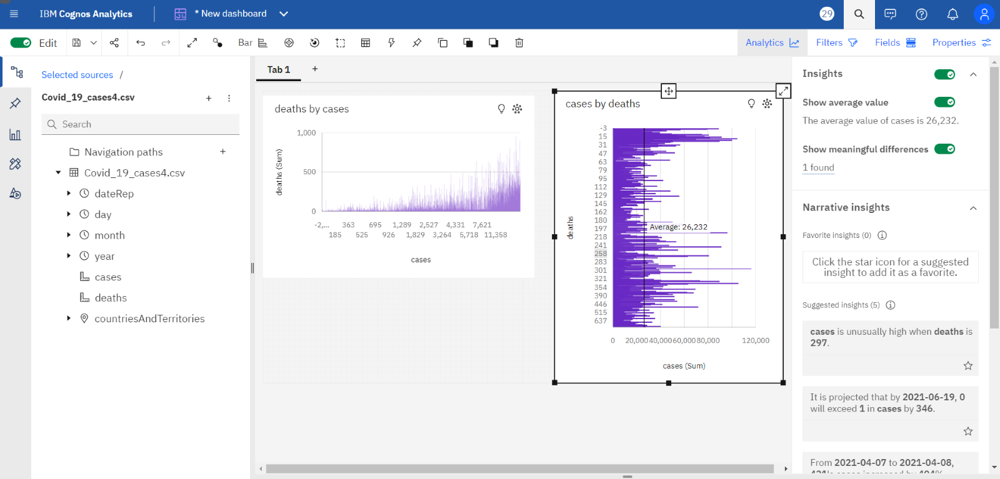 IBM Cognos Analytics
* New dashboard
29
Edit
Bar
Analytics
Filters
Fields
Properties
Selected sources /
Covid_19_cases4.csv
Search
Navigation paths
Covid_19_cases4.csv
dateRep
day
month
year
cases
deaths
countriesAndTerritories
Tab 1
deaths by cases
deaths (Sum)
1,000
500
0
-2,... 363 695 1,289 2,527 4,331 7,621
185 525 926 1,829 3,264 5,718 11,358
cases
cases by deaths
deaths
-3
15
31
47
63
79
95
112
129
145
162
180
197
218
241
258
283
301
321
354
390
446
515
637
Average: 26,232
0 20,000 40,000 60,000 80,000 120,000
cases (Sum)
Insights
Show average value
The average value of cases is 26,232.
Show meaningful differences
1 found
Narrative insights
Favorite insights (0)
Click the star icon for a suggested
insight to add it as a favorite.
Suggested insights (5)
cases is unusually high when deaths is
297.
It is projected that by 2021-06-19, 0
will exceed 1 in cases by 346.
From 2021-04-07 to 2021-04-08,